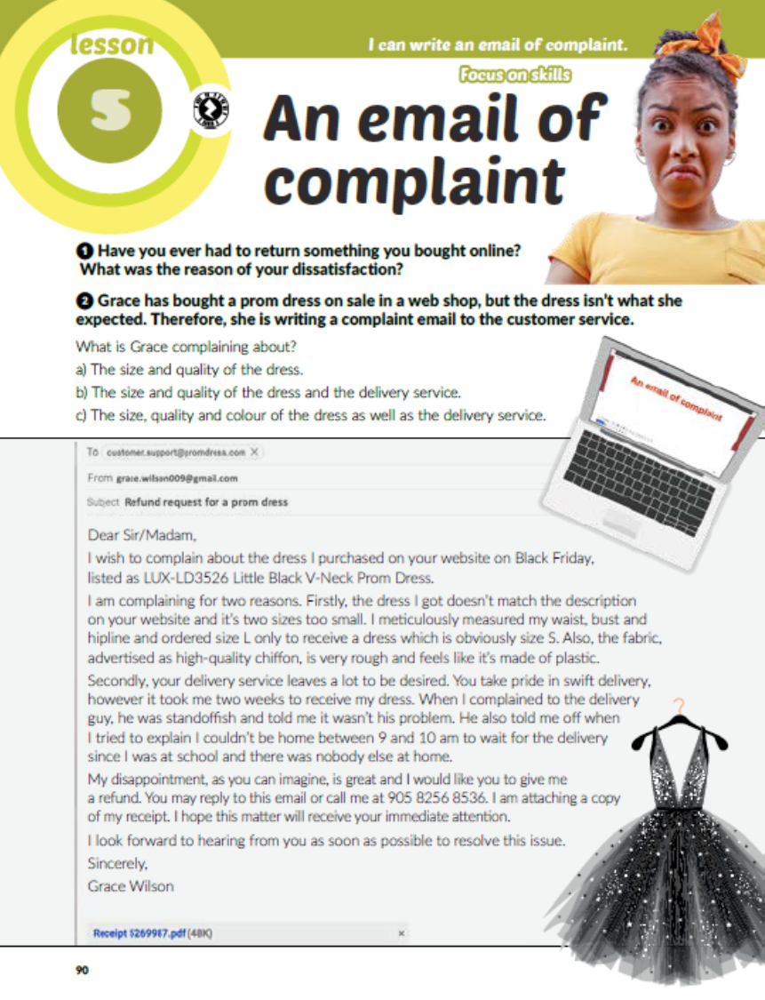 lesson
S
I can write an email of complaint.
Focus on skills
An email of
complaint
1 Have you ever had to return something you bought online?
What was the reason of your dissatisfaction?
2 Grace has bought a prom dress on sale in a web shop, but the dress isn't what she
expected. Therefore, she is writing a complaint email to the customer service.
What is Grace complaining about?
a) The size and quality of the dress.
b) The size and quality of the dress and the delivery service.
c) The size, quality and colour of the dress as well as the delivery service.
An email of complaint
To customer.support@promdress.com ×
From grace.wilson009@gmail.com
Subject Refund request for a prom dress
Dear Sir/Madam,
I wish to complain about the dress I purchased on your website on Black Friday,
listed as LUX-LD3526 Little Black V-Neck Prom Dress.
I am complaining for two reasons. Firstly, the dress I got doesn't match the description
on your website and it's two sizes too small. I meticulously measured my waist, bust and
hipline and ordered size L only to receive a dress which is obviously size S. Also, the fabric,
advertised as high-quality chiffon, is very rough and feels like it's made of plastic.
Secondly, your delivery service leaves a lot to be desired. You take pride in swift delivery,
however it took me two weeks to receive my dress. When I complained to the delivery
guy, he was standoffish and told me it wasn't his problem. He also told me off when
I tried to explain I couldn't be home between 9 and 10 am to wait for the delivery
since I was at school and there was nobody else at home.
My disappointment, as you can imagine, is great and I would like you to give me
a refund. You may reply to this email or call me at 905 8256 8536. I am attaching a copy
of my receipt. I hope this matter will receive your immediate attention.
I look forward to hearing from you as soon as possible to resolve this issue.
Sincerely,
Grace Wilson
Receipt 5269987.pdf (48K) ×
90